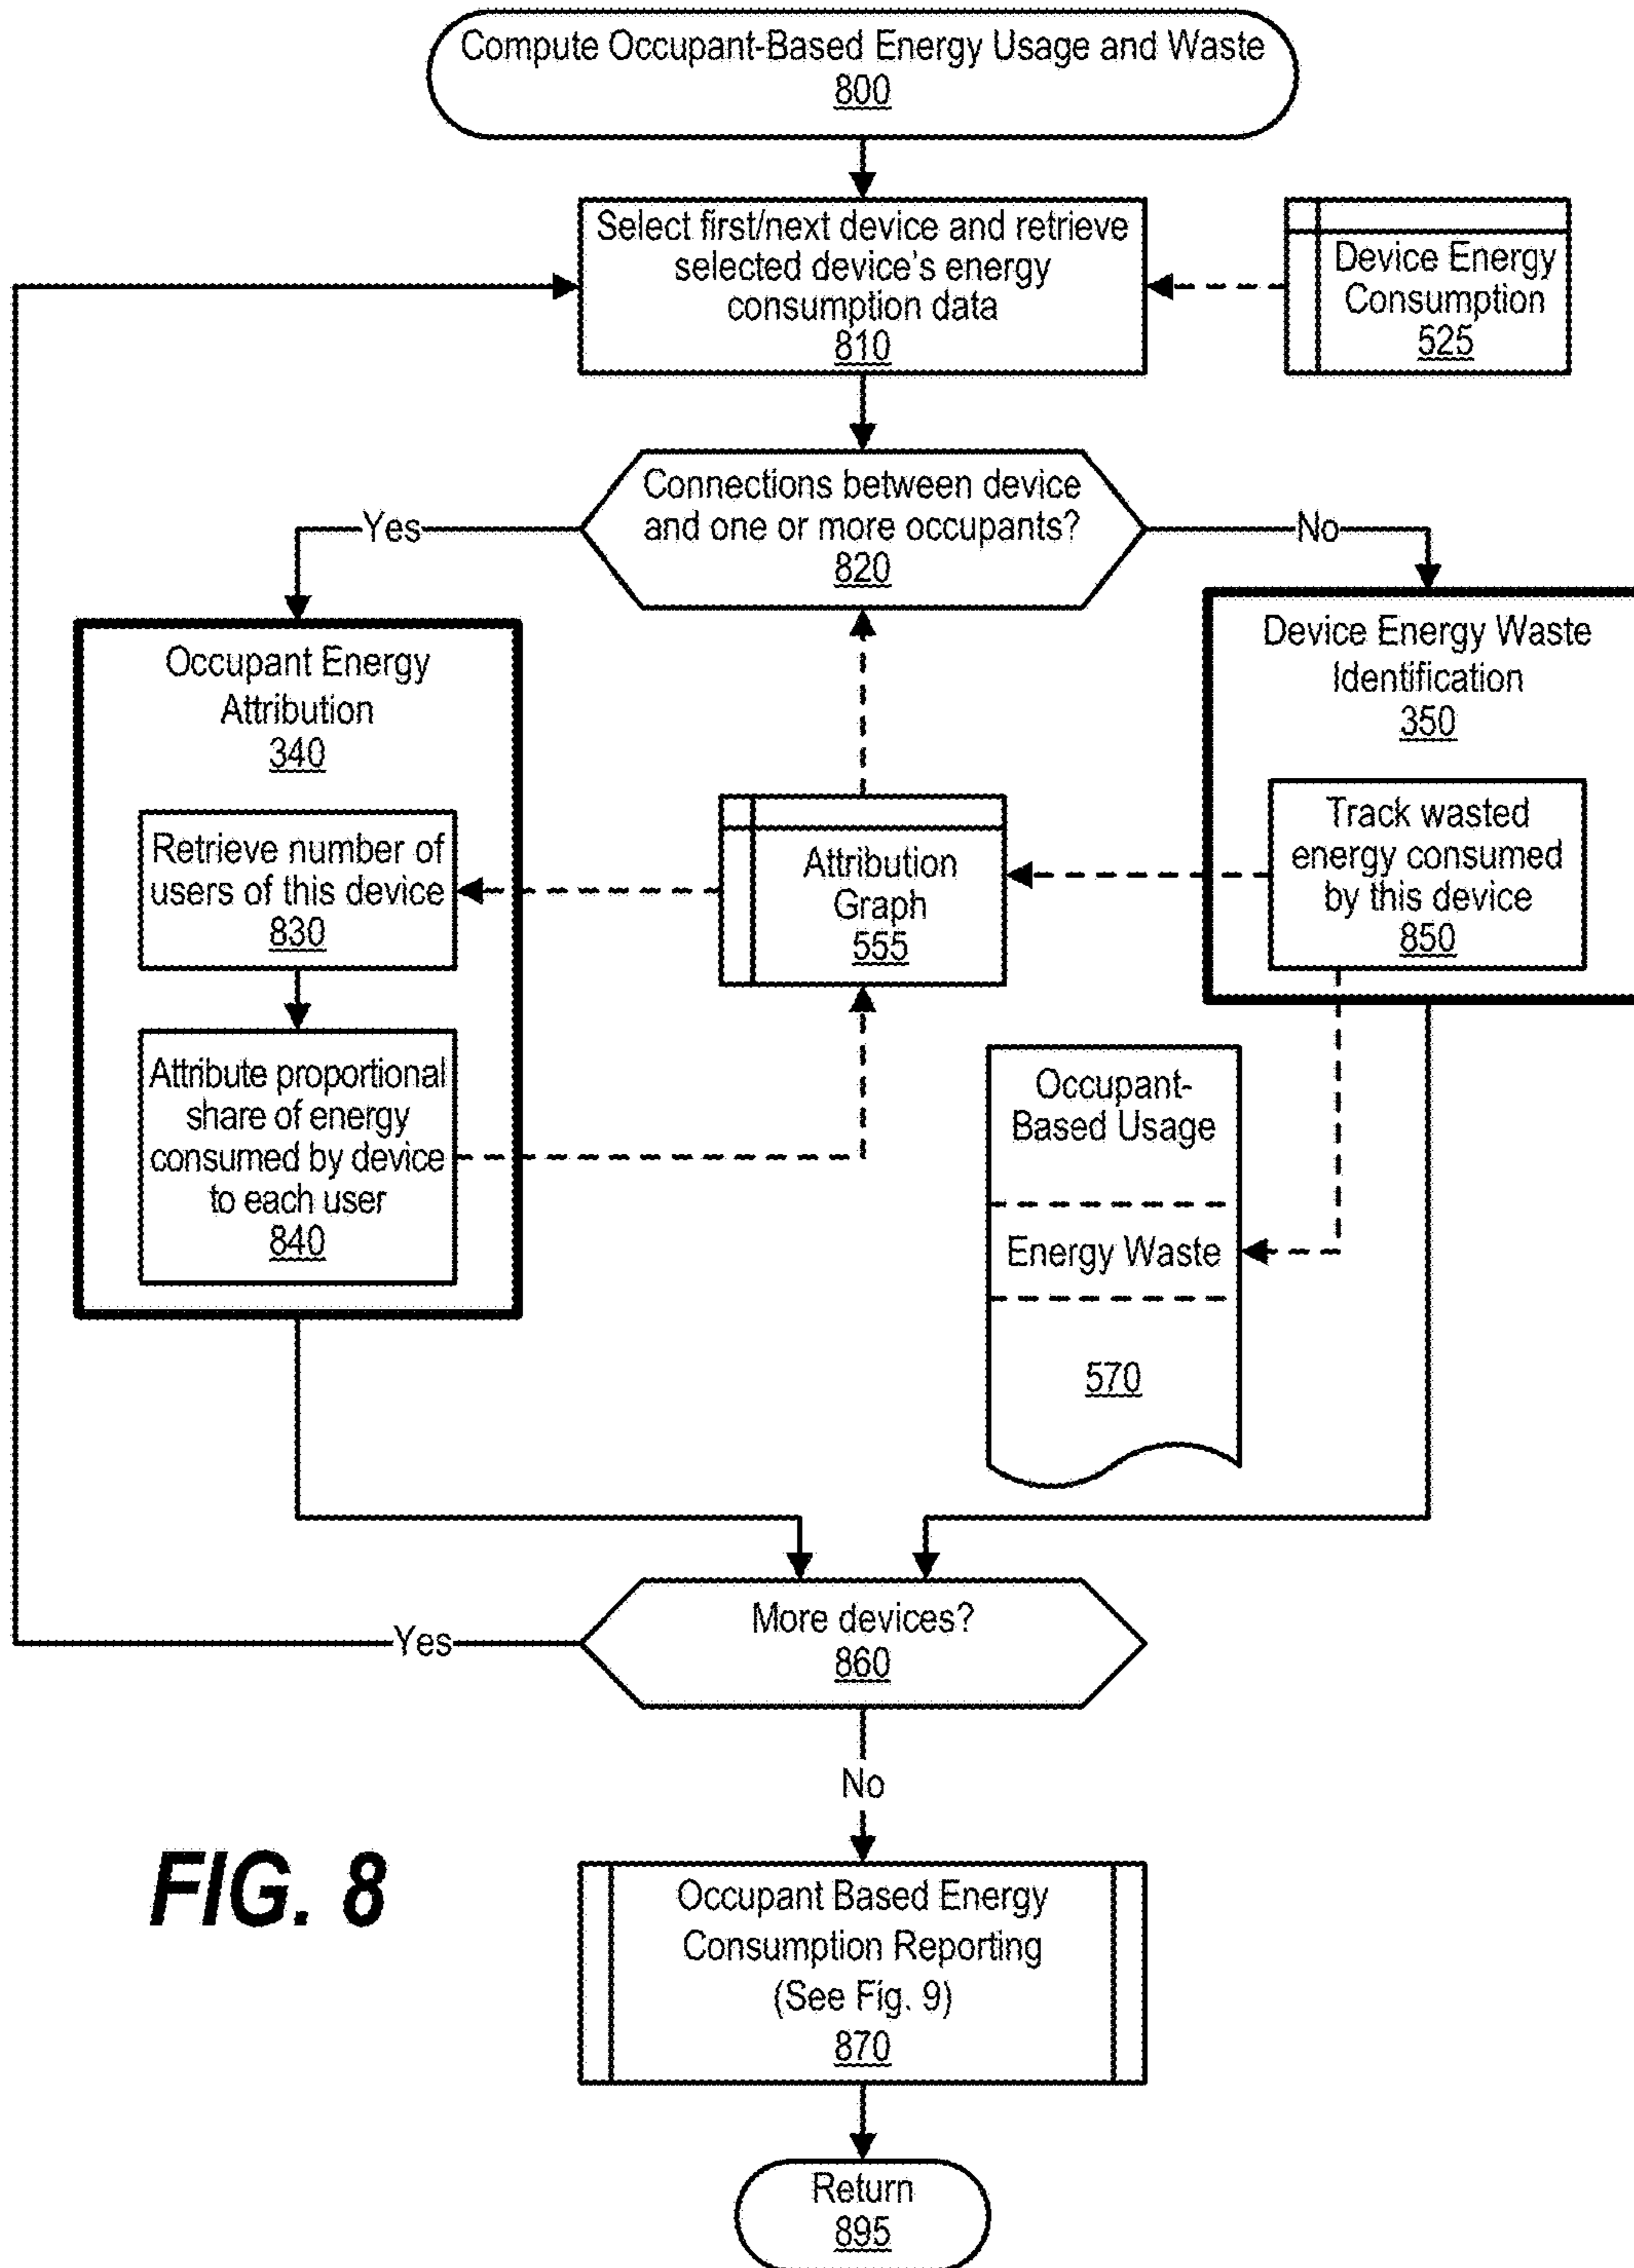 Compute Occupant-Based Energy Usage and Waste
800
Select first/next device and retrieve
selected device's energy
consumption data
810
Device Energy
Consumption
525
Connections between device
and one or more occupants?
820
Yes
No
Occupant Energy
Attribution
340
Device Energy Waste
Identification
350
Retrieve number of
users of this device
830
Attribution
Graph
555
Track wasted
energy consumed
by this device
850
Attribute proportional
share of energy
consumed by device
to each user
840
Occupant-
Based Usage
Energy Waste
570
More devices?
860
Yes
No
FIG. 8
Occupant Based Energy
Consumption Reporting
(See Fig. 9)
870
Return
895